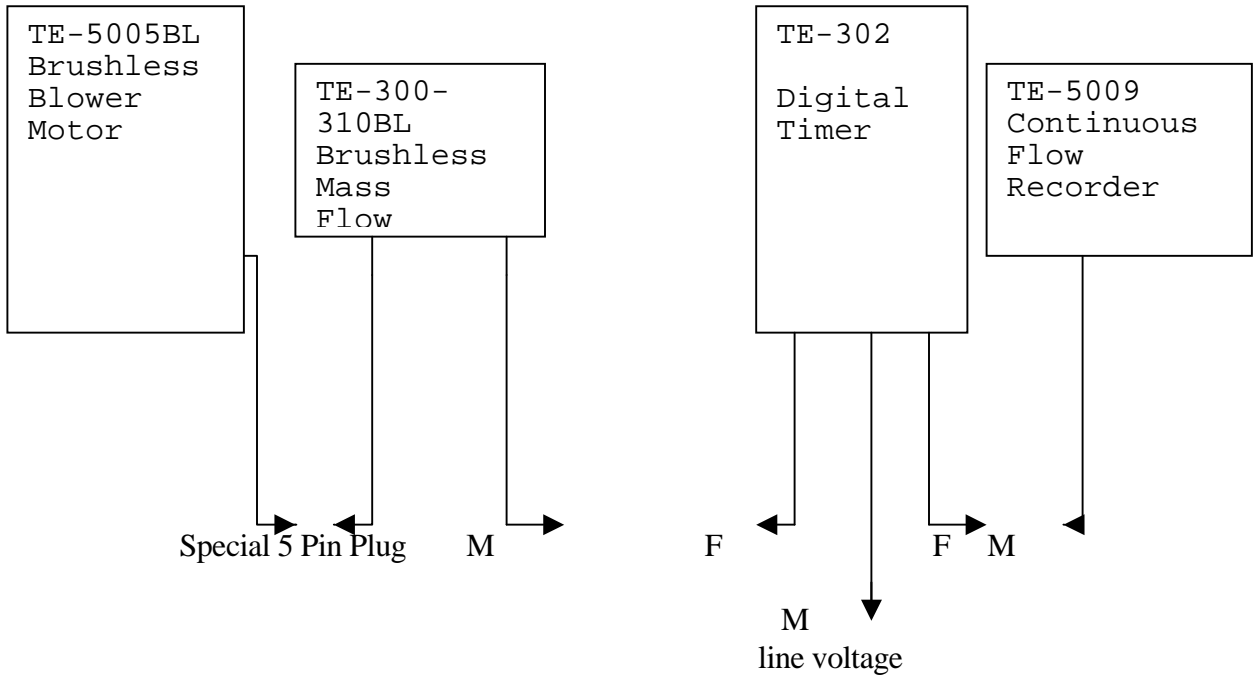 TE-5005BL
Brushless
Blower
Motor
TE-300-
310BL
Brushless
Mass
Flow
TE-302
Digital
Timer
TE-5009
Continuous
Flow
Recorder
Special 5 Pin Plug
M
F
F
M
M
line voltage